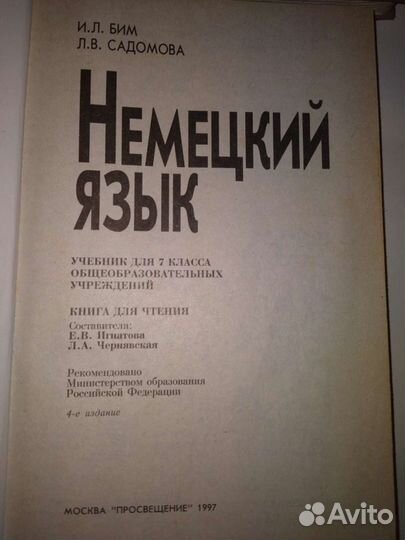 И.Л. БИМ
Л.В. САДОМОВА
НЕМЕЦКИЙ
ЯЗЫК
УЧЕБНИК ДЛЯ 7 КЛАССА
ОБЩЕОБРАЗОВАТЕЛЬНЫХ
УЧРЕЖДЕНИЙ
КНИГА ДЛЯ ЧТЕНИЯ
Составители:
Е.В. Игнатова
Л.А. Чернявская
Рекомендовано
Министерством образования
Российской Федерации
4-е издание
МОСКВА "ПРОСВЕЩЕНИЕ" 1997
Avito